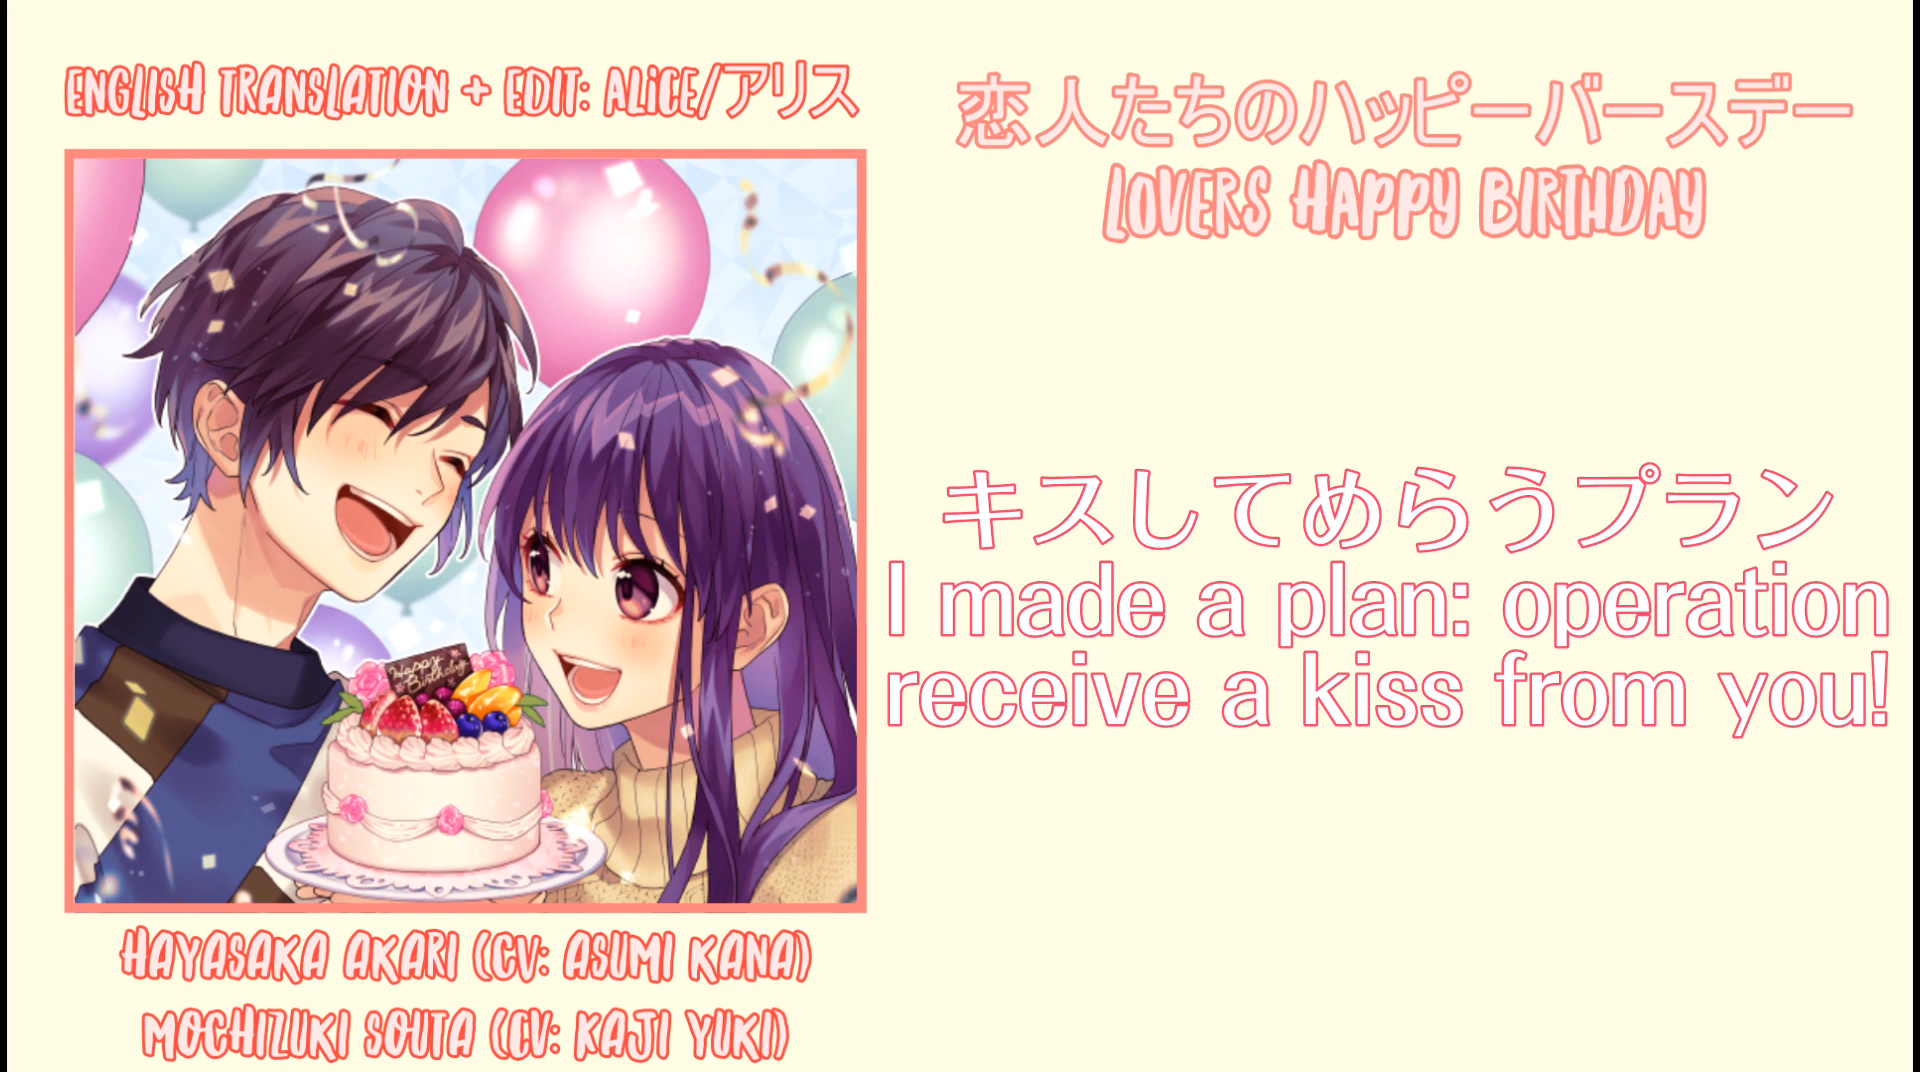 ENGLISH TRANSLATION + EDIT: ALICE/アリス
恋人たちのハッピーバースデー
LOVERS HAPPY BIRTHDAY
Happy
Birthday
キスしてめらうプラン
I made a plan: operation
receive a kiss from you!
HAYASAKA AKARI (CV: ASUMI KANA)
MOCHIZUKI SOUTA (CV: KAJI YUKI)